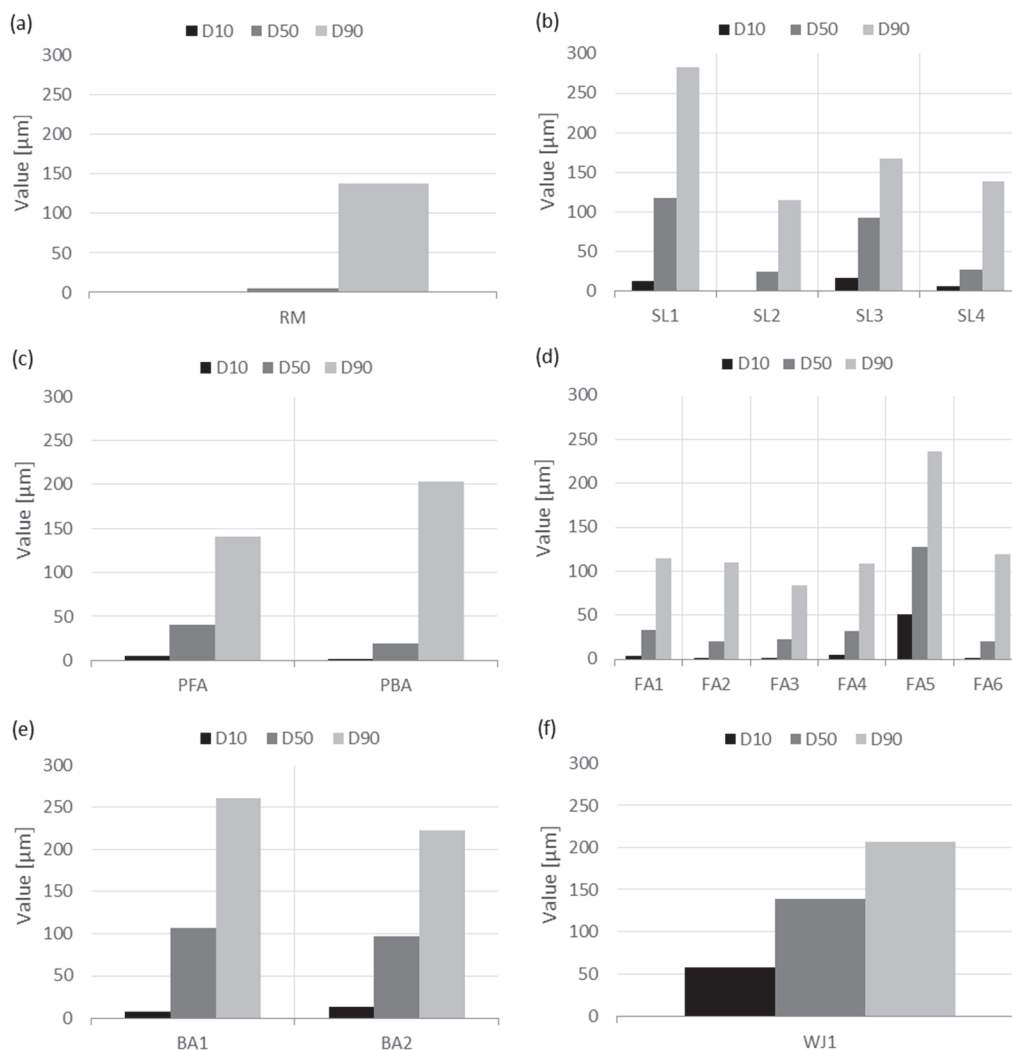 (a)
D10 D50 D90
Value [µm]
300
250
200
150
100
50
0
RM
(b)
D10 D50 D90
Value [µm]
300
250
200
150
100
50
0
SL1 SL2 SL3 SL4
(c)
D10 D50 D90
Value [µm]
300
250
200
150
100
50
0
PFA PBA
(d)
D10 D50 D90
Value [µm]
300
250
200
150
100
50
0
FA1 FA2 FA3 FA4 FA5 FA6
(e)
D10 D50 D90
Value [µm]
300
250
200
150
100
50
0
BA1 BA2
(f)
D10 D50 D90
Value [µm]
300
250
200
150
100
50
0
WJ1